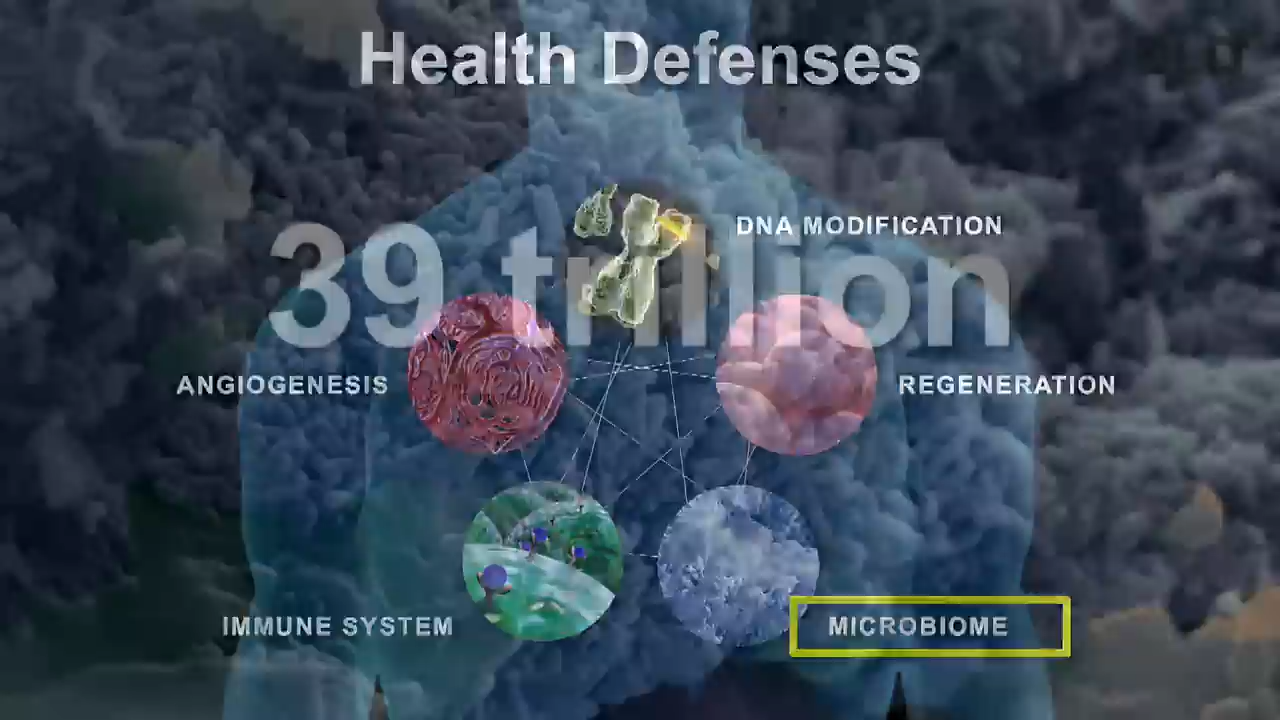 Health Defenses
DNA MODIFICATION
39 trillion
ANGIOGENESIS
REGENERATION
IMMUNE SYSTEM
MICROBIOME